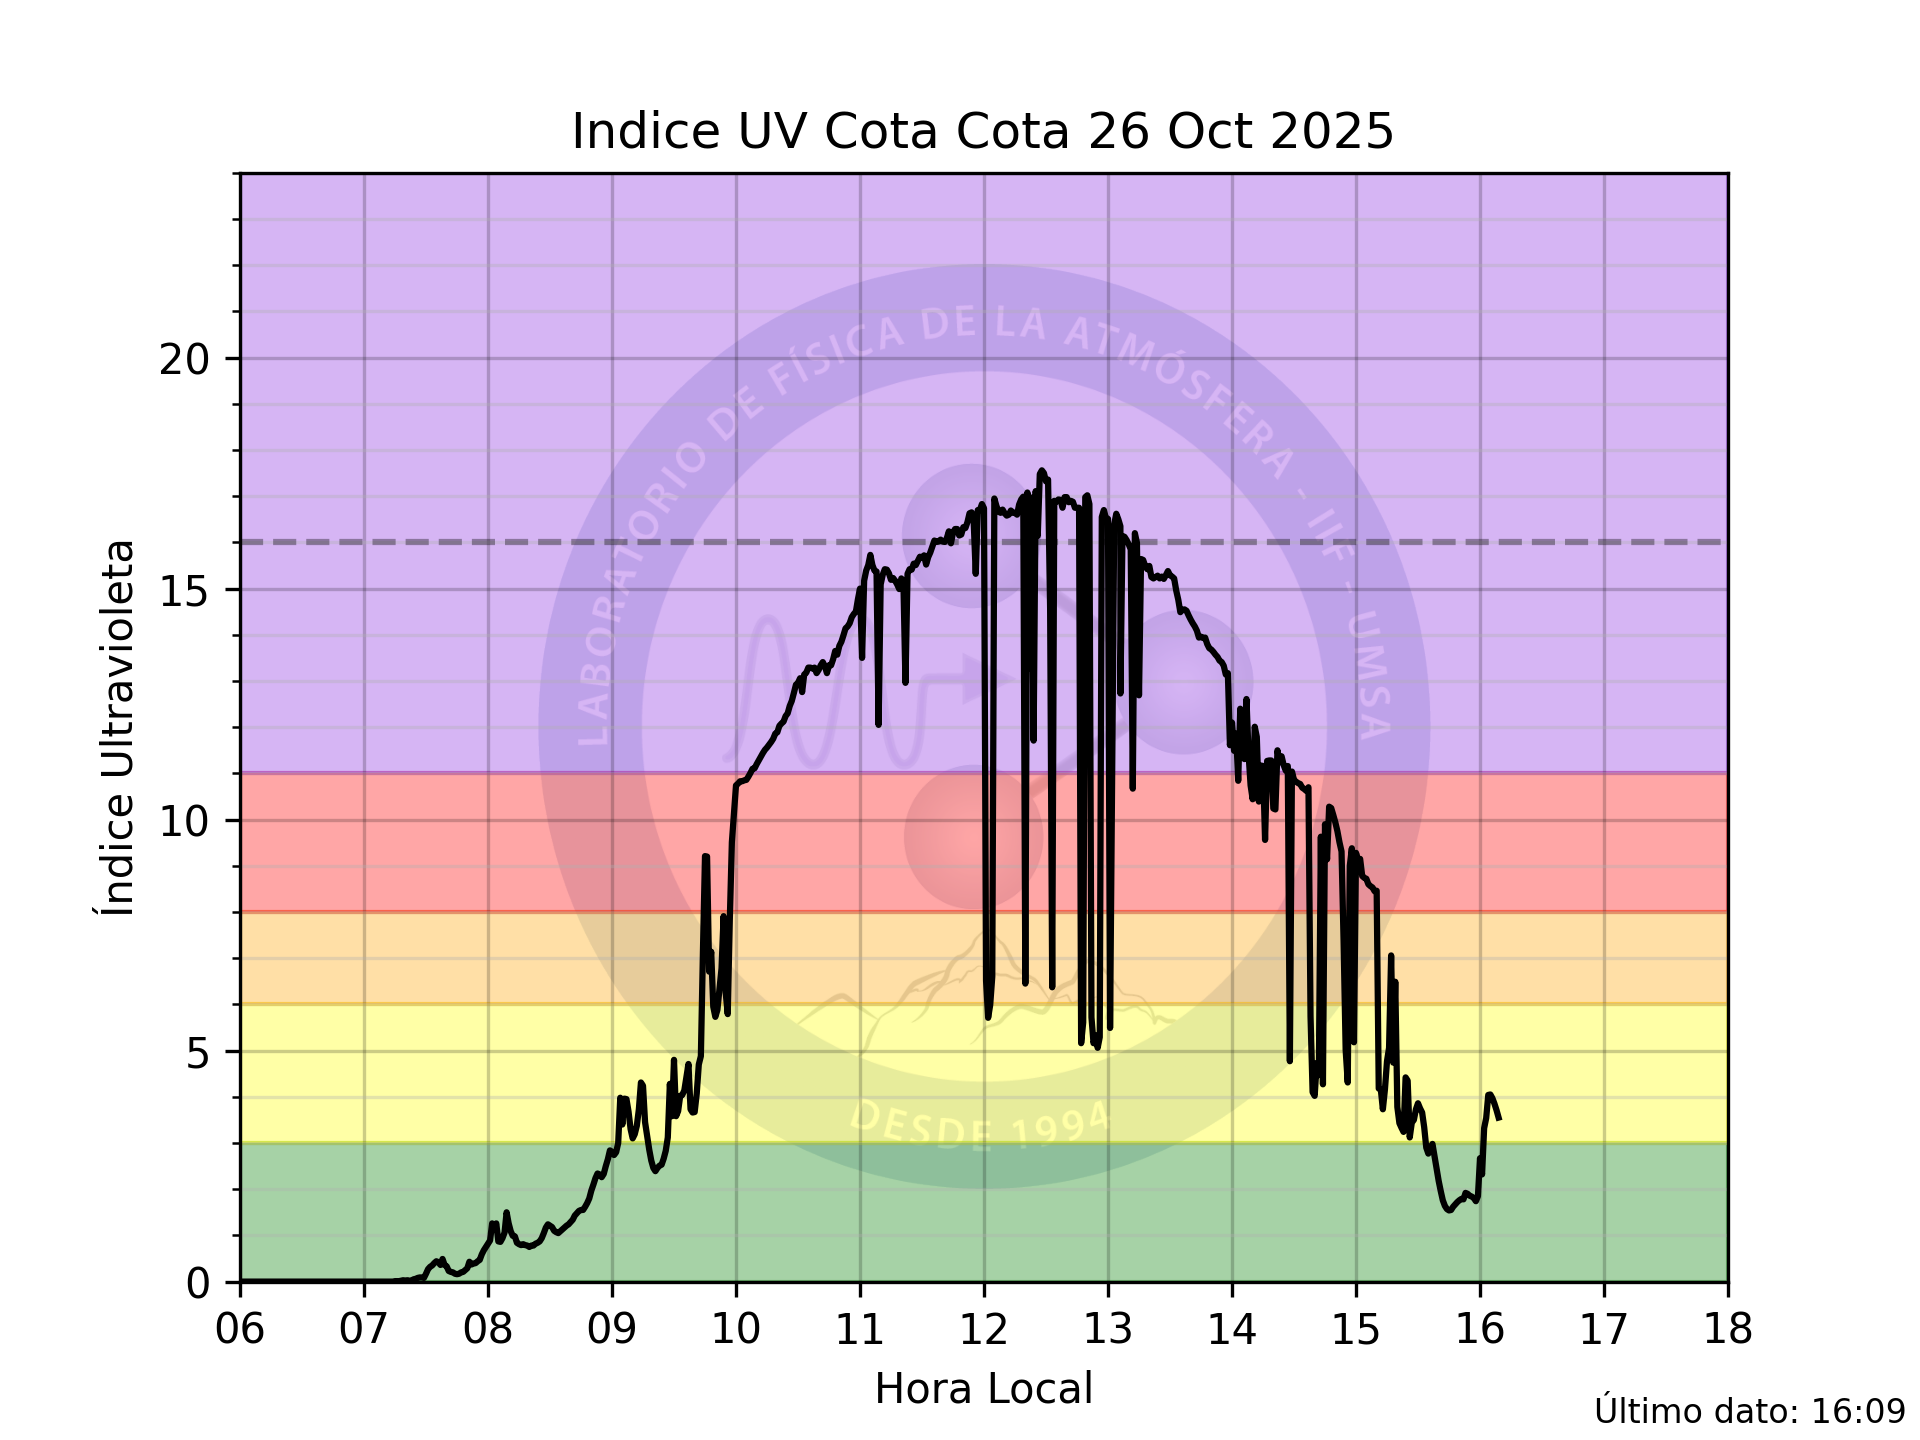 Indice UV Cota Cota 26 Oct 2025
Índice Ultravioleta
20
15
10
5
0
LABORATORIO DE FÍSICA DE LA ATMÓSFERA - IIF - UMSA
DESDE 1994
06 07 08 09 10 11 12 13 14 15 16 17 18
Hora Local
Último dato: 16:09